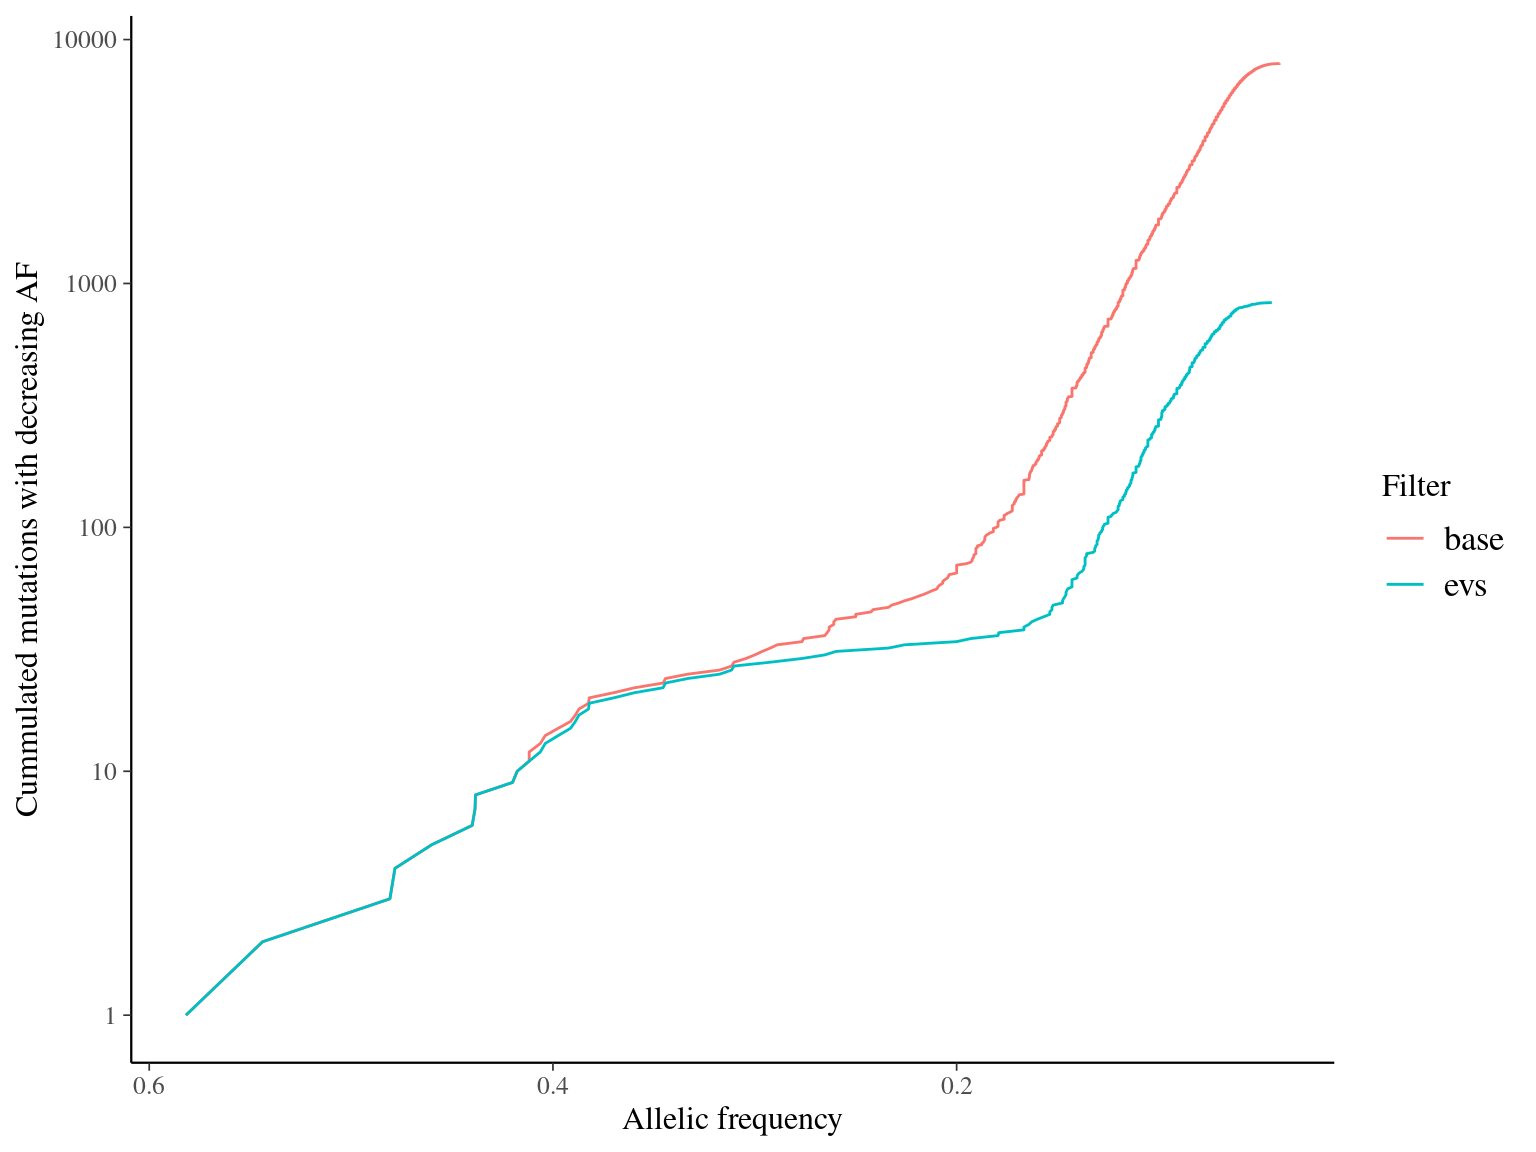 Cummulated mutations with decreasing AF
10000
1000
100
10
1
0.6
0.4
0.2
Allelic frequency
Filter
base
evs